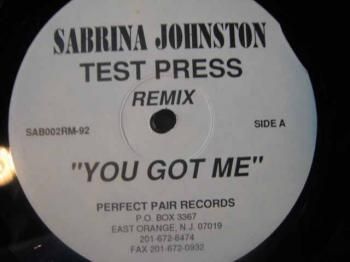 SABRINA JOHNSTON
TEST PRESS
REMIX
SAB002RM-92
SIDE A
"YOU GOT ME"
PERFECT PAIR RECORDS
P.O. BOX 3367
EAST ORANGE, N.J. 07019
201-672-6474
FAX 201-672-0932